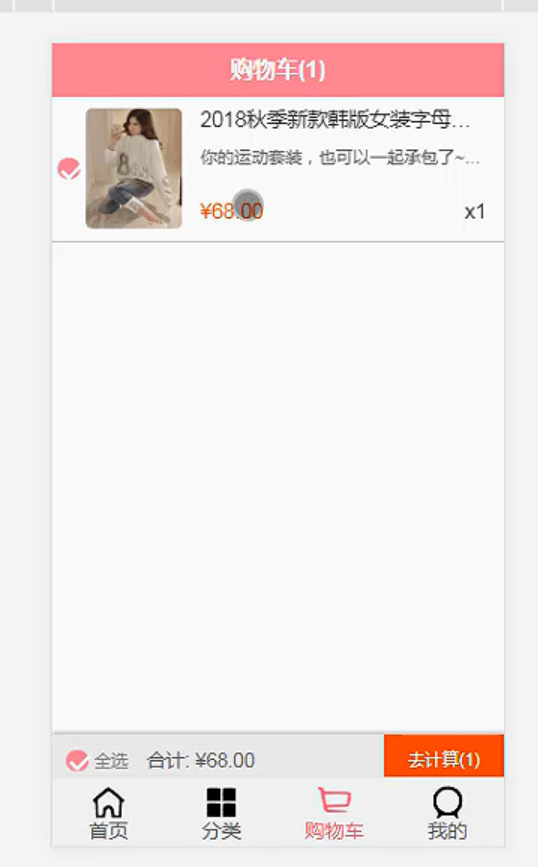 购物车(1)
2018秋季新款韩版女装字母...
你的运动套装，也可以一起承包了~...
¥68.00 x1
全选 合计: ¥68.00 去计算(1)
首页 分类 购物车 我的